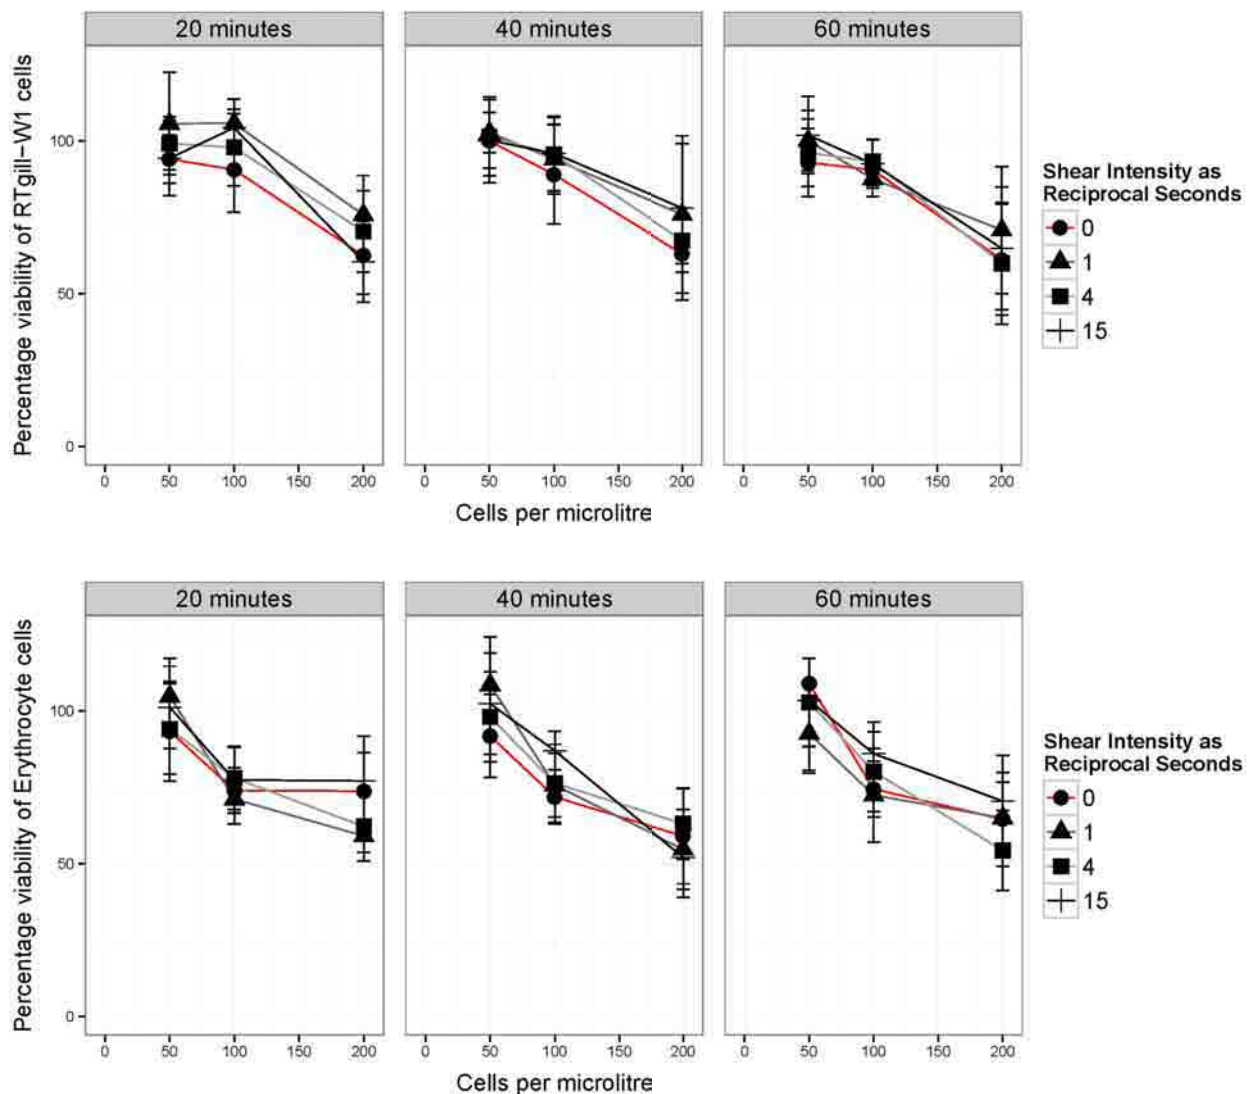 20 minutes
40 minutes
60 minutes
Percentage viability of RTgill−W1 cells
100
50
0
0 50 100 150 200
0 50 100 150 200
0 50 100 150 200
Cells per microlitre
Shear Intensity as
Reciprocal Seconds
0
1
4
15
20 minutes
40 minutes
60 minutes
Percentage viability of Erythrocyte cells
100
50
0
0 50 100 150 200
0 50 100 150 200
0 50 100 150 200
Cells per microlitre
Shear Intensity as
Reciprocal Seconds
0
1
4
15